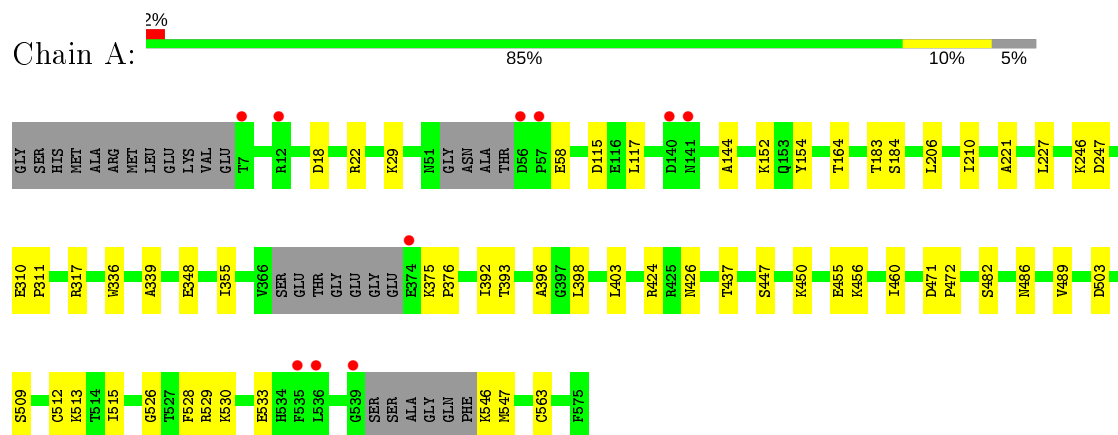 2%
Chain A:
85% 10% 5%
GLY SER HIS MET ALA ARG MET LEU GLU LYS VAL GLU T7 R12 D18 R22 K29 N51 GLY ASN ALA THR D56 P57 E58 D115 E116 L117 D140 N141 A144 K152 Q153 Y154 T164 T183 S184 L206 I210 A221 L227 K246 D247
E310 P311 R317 W336 A339 E348 I355 V366 SER GLU THR GLY GLU GLY GLU E374 K375 P376 I392 T393 A396 G397 L398 L403 R424 R425 N426 T437 S447 K450 E455 K456 I460 D471 P472 S482 N486 V489 D503
S509 C512 K513 T514 I515 G526 T527 F528 R529 K530 E533 H534 F535 L536 G539 SER SER ALA GLY GLN PHE K546 M547 C563 F575